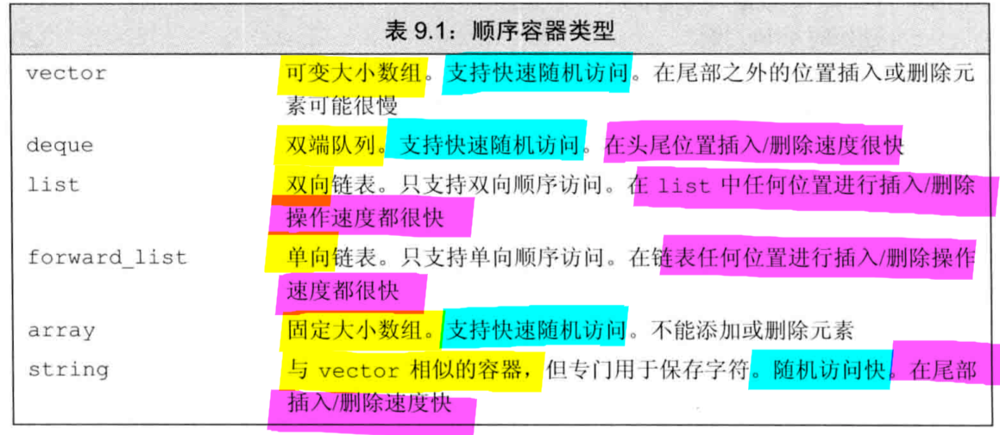 表 9.1：顺序容器类型
vector 可变大小数组。支持快速随机访问。在尾部之外的位置插入或删除元
素可能很慢
deque 双端队列。支持快速随机访问。在头尾位置插入/删除速度很快
list 双向链表。只支持双向顺序访问。在 list 中任何位置进行插入/删除
操作速度都很快
forward_list 单向链表。只支持单向顺序访问。在链表任何位置进行插入/删除操作
速度都很快
array 固定大小数组。支持快速随机访问。不能添加或删除元素
string 与 vector 相似的容器，但专门用于保存字符。随机访问快。在尾部
插入/删除速度快